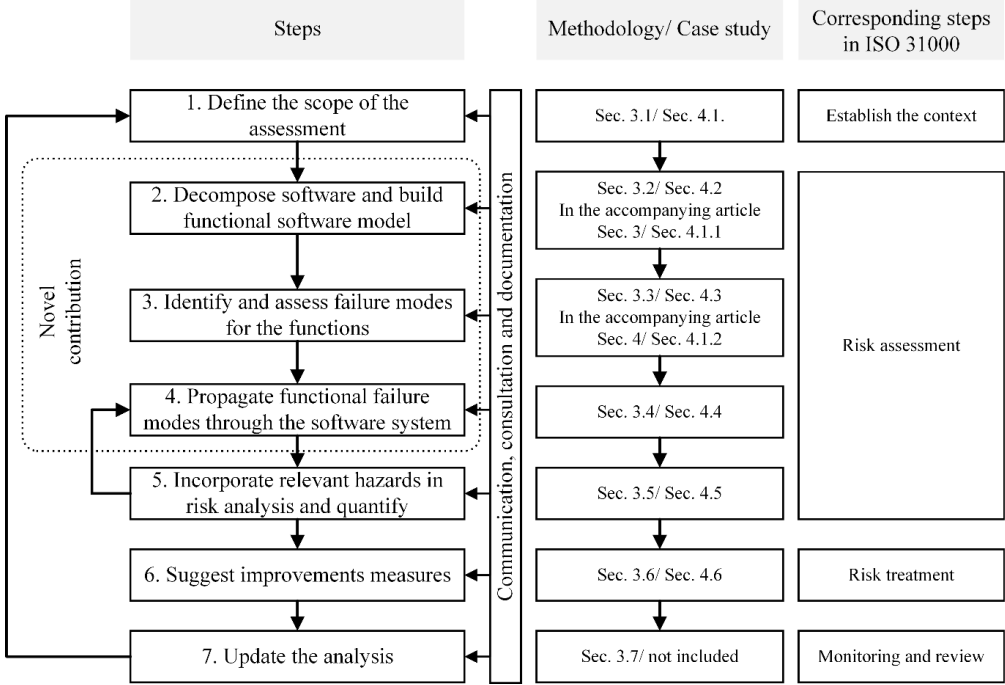 Steps
Methodology/ Case study
Corresponding steps
in ISO 31000
1. Define the scope of the
assessment
Sec. 3.1/ Sec. 4.1.
Establish the context
Novel
contribution
2. Decompose software and build
functional software model
Sec. 3.2/ Sec. 4.2
In the accompanying article
Sec. 3/ Sec. 4.1.1
3. Identify and assess failure modes
for the functions
Sec. 3.3/ Sec. 4.3
In the accompanying article
Sec. 4/ Sec. 4.1.2
Risk assessment
4. Propagate functional failure
modes through the software system
Sec. 3.4/ Sec. 4.4
5. Incorporate relevant hazards in
risk analysis and quantify
Sec. 3.5/ Sec. 4.5
Communication, consultation and documentation
6. Suggest improvements measures
Sec. 3.6/ Sec. 4.6
Risk treatment
7. Update the analysis
Sec. 3.7/ not included
Monitoring and review